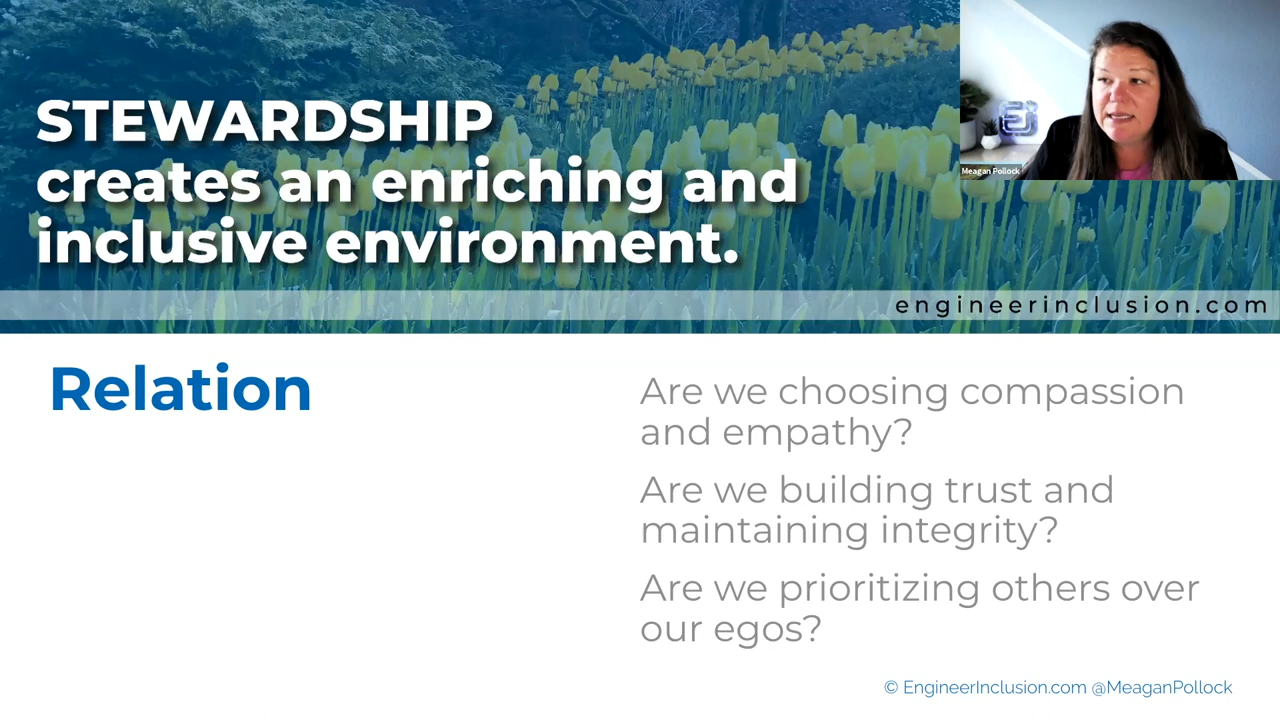 STEWARDSHIP
creates an enriching and
inclusive environment.
Meagan Pollock
engineerinclusion.com
Relation
Are we choosing compassion
and empathy?
Are we building trust and
maintaining integrity?
Are we prioritizing others over
our egos?
© EngineerInclusion.com @MeaganPollock